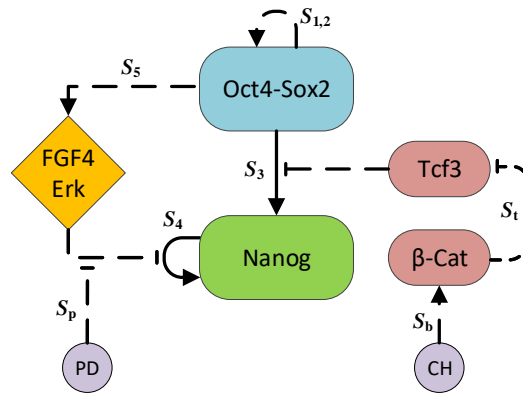 S1,2
S5
Oct4-Sox2
FGF4
Erk
S3
Tcf3
S4
St
Nanog
β-Cat
Sp
Sb
PD
CH